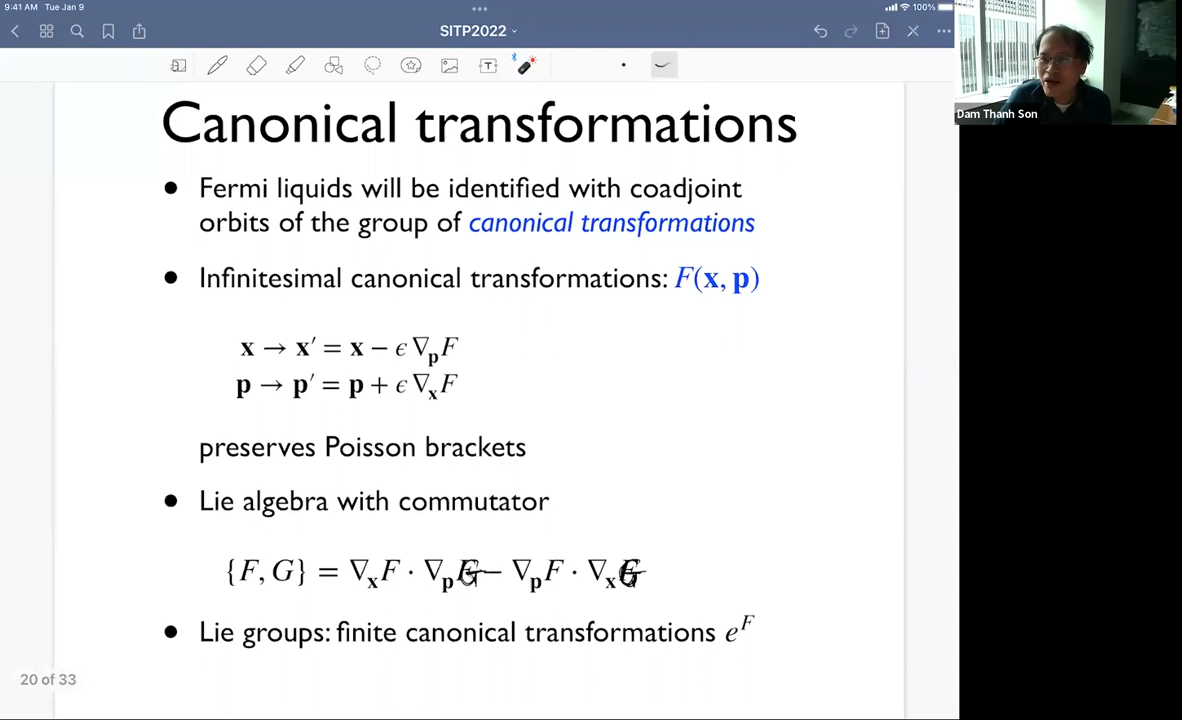 9:41 AM Tue Jan 9
100%
SITP2022
Dam Thanh Son
Canonical transformations
• Fermi liquids will be identified with coadjoint
orbits of the group of canonical transformations
• Infinitesimal canonical transformations: F(x, p)
x → x′ = x − ϵ ∇ₚF
p → p′ = p + ϵ ∇ₓF
preserves Poisson brackets
• Lie algebra with commutator
{F, G} = ∇ₓF · ∇ₚG − ∇ₚF · ∇ₓG
• Lie groups: finite canonical transformations e^F
20 of 33